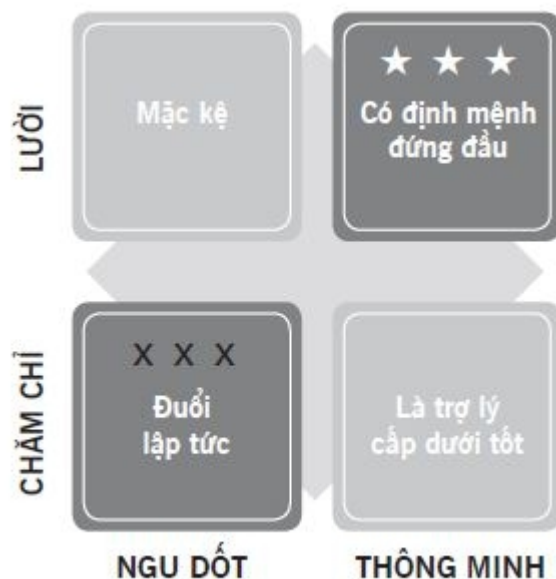 LƯỜI
Mặc kệ
★ ★ ★
Có định mệnh
đứng đầu
CHĂM CHỈ
X X X
Đuổi
lập tức
Là trợ lý
cấp dưới tốt
NGU DỐT
THÔNG MINH